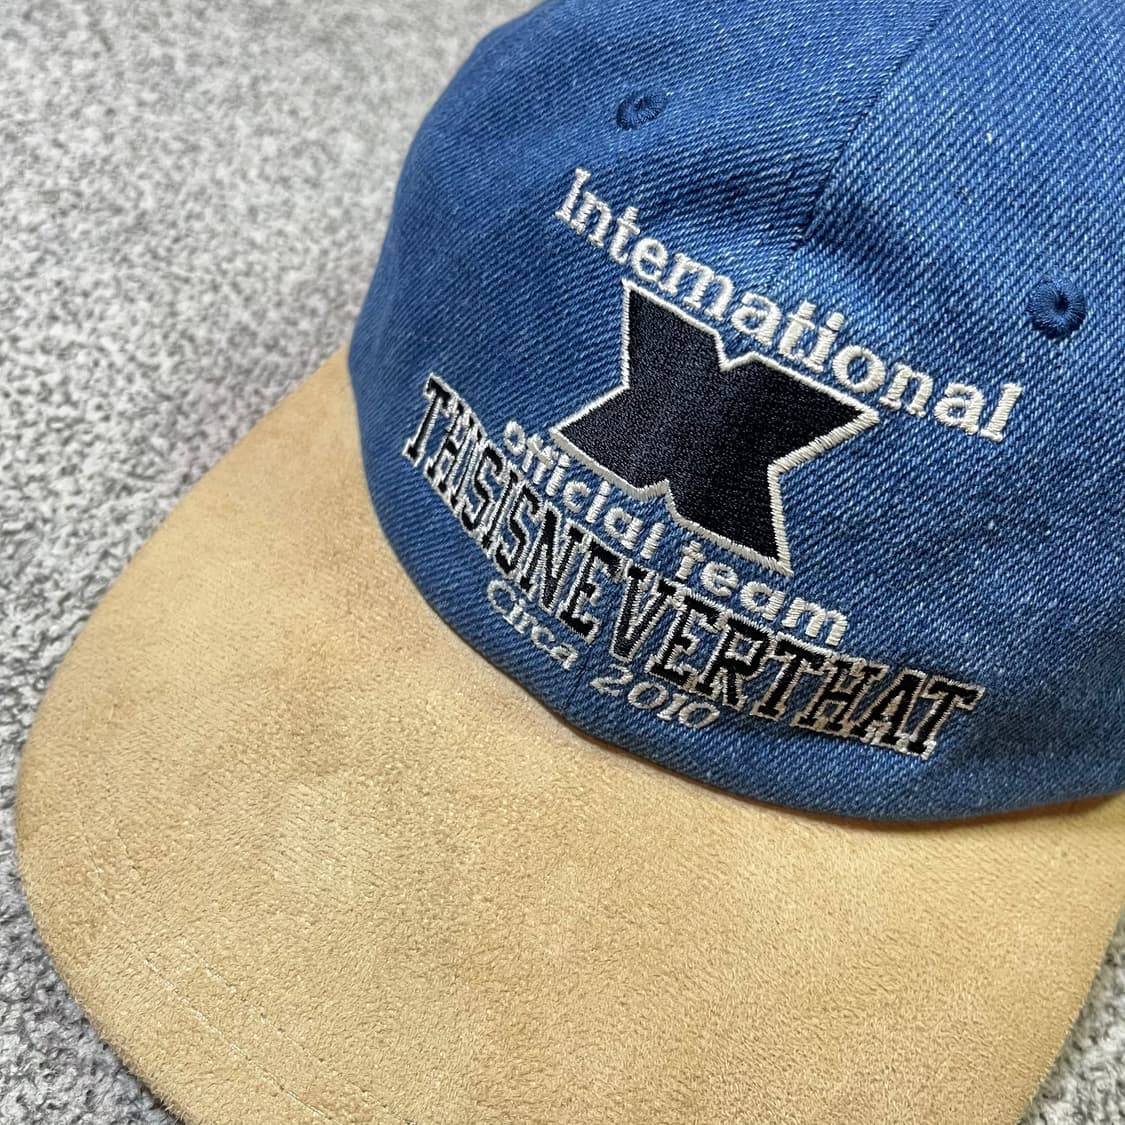 International
X
official team
THISISNEVERTHAT
Circa 2010